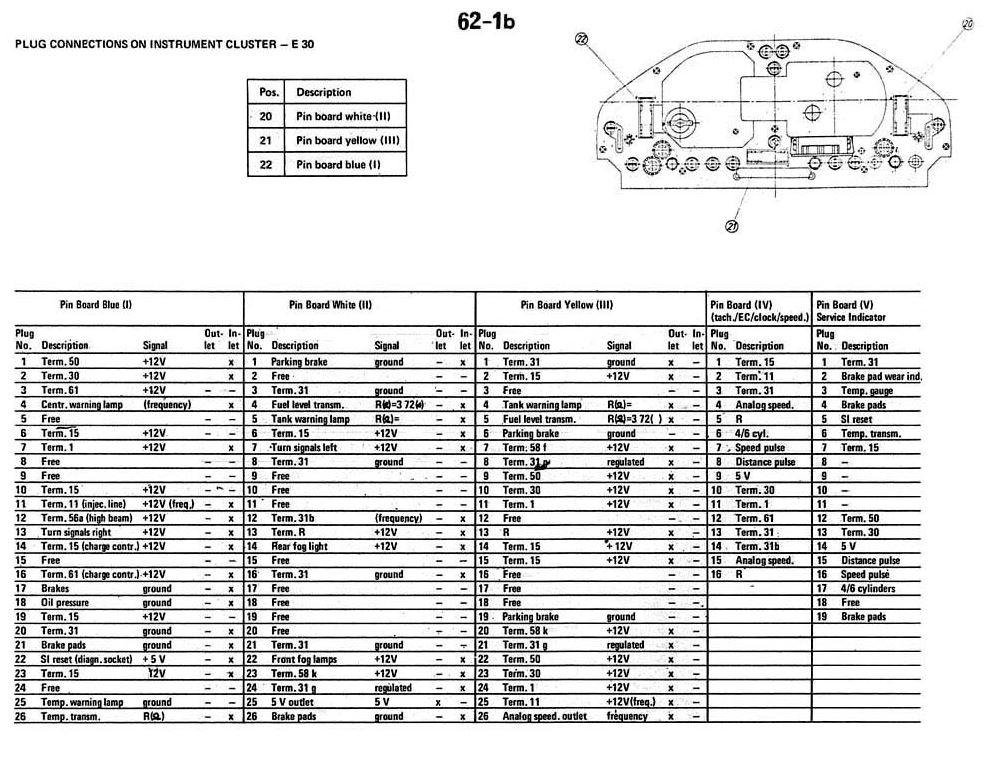 62-1b
PLUG CONNECTIONS ON INSTRUMENT CLUSTER – E 30
22
20
21
Pos. Description
20 Pin board white (II)
21 Pin board yellow (III)
22 Pin board blue (I)
Pin Board Blue (I) Pin Board White (II) Pin Board Yellow (III) Pin Board (IV) Pin Board (V)
(tach./EC/clock/speed.) Service Indicator
Plug Out- In- Plug Out- In- Plug Out- In- Plug Plug
No. Description Signal let let No. Description Signal let let No. Description Signal let let No. Description No. Description
1 Term. 50 +12V x 1 Parking brake ground – x 1 Term. 31 ground x – 1 Term. 15 1 Term. 31
2 Term. 30 +12V x 2 Free – – 2 Term. 15 +12V x – 2 Term. 11 2 Brake pad wear ind.
3 Term. 61 +12V – – 3 Term. 31 ground – – 3 Free – – 3 Term. 31 3 Temp. gauge
4 Centr. warning lamp (frequency) x 4 Fuel level transm. R(Ω)=3 72( ) – x 4 Tank warning lamp R(Ω)= x – 4 Analog speed. 4 Brake pads
5 Free – – 5 Tank warning lamp R(Ω)= – x 5 Fuel level transm. R(Ω)=3 72( ) x – 5 R 5 SI reset
6 Term. 15 +12V – – 6 Term. 15 +12V – x 6 Parking brake ground – – 6 4/6 cyl. 6 Temp. transm.
7 Term. 1 +12V – x 7 Turn signals left +12V – x 7 Term. 58 f +12V x – 7 Speed pulse 7 Term. 15
8 Free – – 8 Term. 31 ground – – 8 Term. 31 regulated x – 8 Distance pulse 8 –
9 Free – – 9 Free – – 9 Term. 50 +12V x – 9 5 V 9 –
10 Term. 15 +12V – – 10 Free – – 10 Term. 30 +12V x – 10 Term. 30 10 –
11 Term. 11 (injec. line) +12V (freq.) – x 11 Free – – 11 Term. 1 +12V x – 11 Term. 1 11 –
12 Term. 56a (high beam) +12V – x 12 Term. 31b (frequency) – x 12 Free – – 12 Term. 61 12 Term. 50
13 Turn signals right +12V – x 13 Term. R +12V – x 13 R +12V x – 13 Term. 31 13 Term. 30
14 Term. 15 (charge contr.) +12V – x 14 Rear fog light +12V – x 14 Term. 15 +12V x – 14 Term. 31b 14 5 V
15 Free – – 15 Free – – 15 Term. 15 +12V x – 15 Analog speed. 15 Distance pulse
16 Term. 61 (charge contr.) +12V – x 16 Term. 31 ground – x 16 Free – – 16 R 16 Speed pulse
17 Brakes ground – x 17 Free – – 17 Free – – 17 4/6 cylinders
18 Oil pressure ground – x 18 Free – – 18 Free – – 18 Free
19 Term. 15 +12V – x 19 Free – – 19 Parking brake ground – – 19 Brake pads
20 Term. 31 ground – x 20 Free – – 20 Term. 58 k +12V x –
21 Brake pads ground – x 21 Term. 31 ground – – 21 Term. 31 g regulated x –
22 SI reset (diagn. socket) + 5 V – x 22 Front fog lamps +12V – x 22 Term. 50 +12V x –
23 Term. 15 12V – x 23 Term. 58 k +12V – x 23 Term. 30 +12V x –
24 Free – – 24 Term. 31 g regulated – x 24 Term. 1 +12V x –
25 Temp. warning lamp ground – – 25 5 V outlet 5 V x – 25 Term. 11 +12V(freq.) x –
26 Temp. transm. R(Ω) – x 26 Brake pads ground – x 26 Analog speed. outlet frequency x –